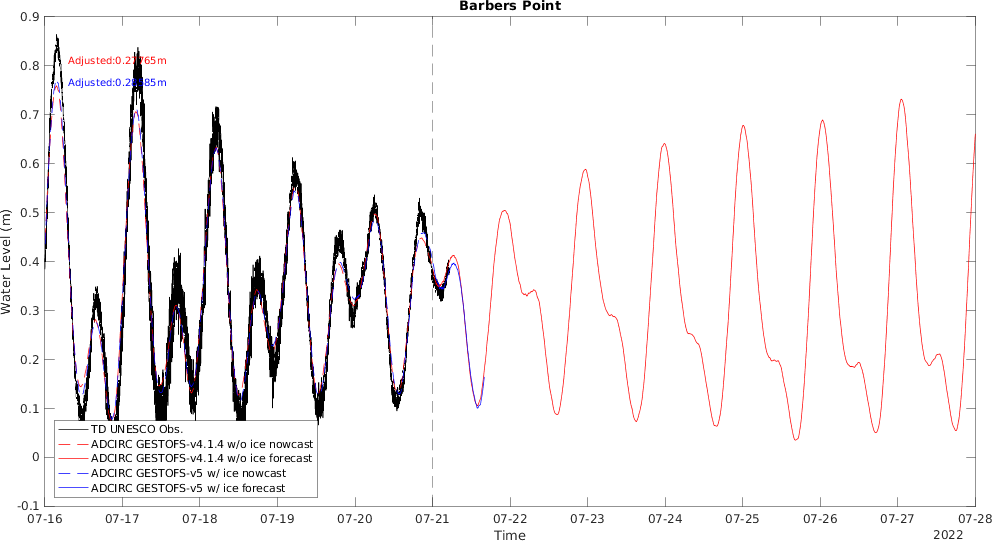 Barbers Point
0.9
0.8
0.7
0.6
0.5
0.4
0.3
0.2
0.1
0
-0.1
Water Level (m)
TD UNESCO Obs.
ADCIRC GESTOFS-v4.1.4 w/o ice nowcast
ADCIRC GESTOFS-v4.1.4 w/o ice forecast
ADCIRC GESTOFS-v5 w/ ice nowcast
ADCIRC GESTOFS-v5 w/ ice forecast
07-16 07-17 07-18 07-19 07-20 07-21 07-22 07-23 07-24 07-25 07-26 07-27 07-28
Time
2022